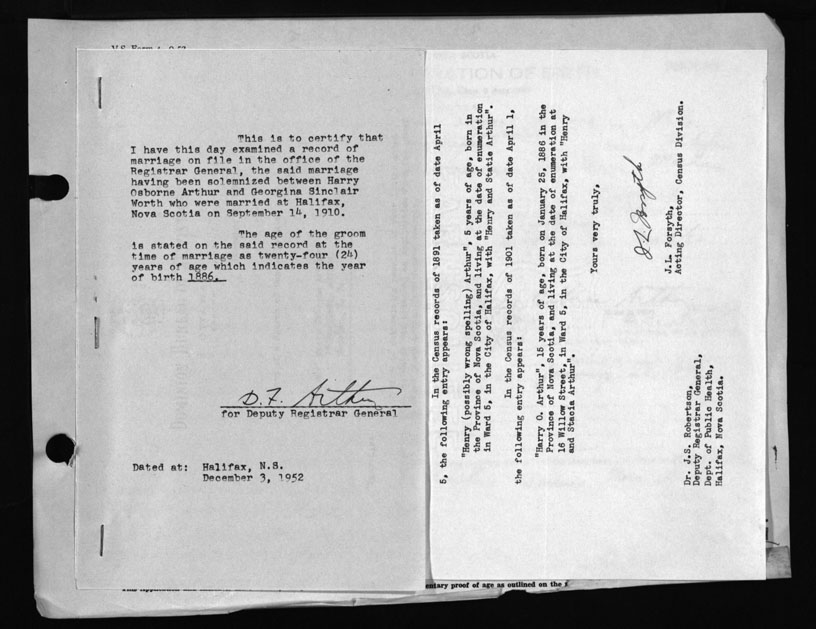 This is to certify that
I have this day examined a record of
marriage on file in the office of the
Registrar General, the said marriage
having been solemnized between Harry
Osborne Arthur and Georgina Sinclair
Worth who were married at Halifax,
Nova Scotia on September 14, 1910.
The age of the groom
is stated on the said record at the
time of marriage as twenty-four (24)
years of age which indicates the year
of birth 1886.
for Deputy Registrar General
Dated at: Halifax, N.S.
December 3, 1952
In the Census records of 1891 taken as of date April
5, the following entry appears:
"Henry (possibly wrong spelling) Arthur", 5 years of age, born in
the Province of Nova Scotia, and living at the date of enumeration
in Ward 5, in the City of Halifax, with "Henry and Statie Arthur".
In the Census records of 1901 taken as of date April 1,
the following entry appears:
"Harry O. Arthur", 15 years of age, born on January 25, 1886 in the
Province of Nova Scotia, and living at the date of enumeration at
16 Willow Street, in Ward 5, in the City of Halifax, with "Henry
and Stacia Arthur".
Yours very truly,
J L Forsyth
J.L. Forsyth,
Acting Director, Census Division.
Dr. J.S. Robertson,
Deputy Registrar General,
Dept. of Public Health,
Halifax, Nova Scotia.
entary proof of age as outlined on the